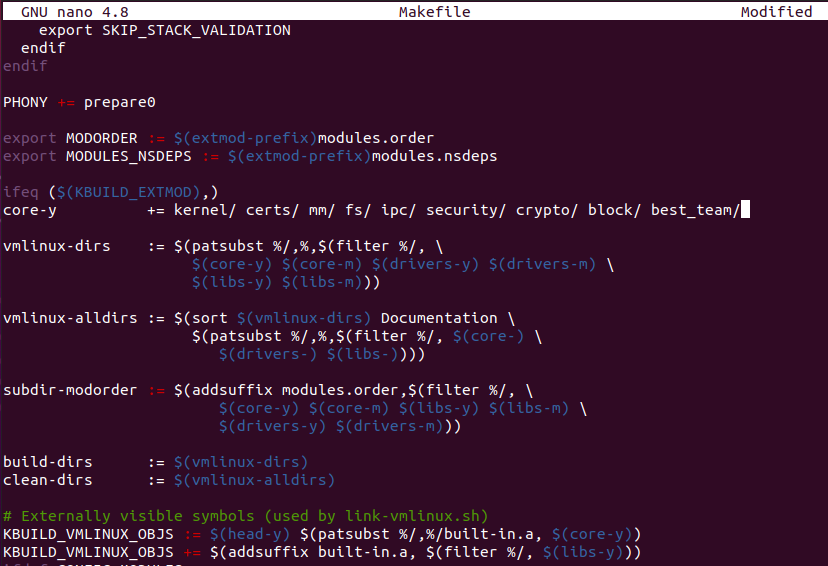 GNU nano 4.8                              Makefile                              Modified
    export SKIP_STACK_VALIDATION
  endif
endif

PHONY += prepare0

export MODORDER := $(extmod-prefix)modules.order
export MODULES_NSDEPS := $(extmod-prefix)modules.nsdeps

ifeq ($(KBUILD_EXTMOD),)
core-y          += kernel/ certs/ mm/ fs/ ipc/ security/ crypto/ block/ best_team/

vmlinux-dirs    := $(patsubst %/,%,$(filter %/, \
                     $(core-y) $(core-m) $(drivers-y) $(drivers-m) \
                     $(libs-y) $(libs-m)))

vmlinux-alldirs := $(sort $(vmlinux-dirs) Documentation \
                     $(patsubst %/,%,$(filter %/, $(core-) \
                        $(drivers-) $(libs-))))

subdir-modorder := $(addsuffix modules.order,$(filter %/, \
                        $(core-y) $(core-m) $(libs-y) $(libs-m) \
                        $(drivers-y) $(drivers-m)))

build-dirs      := $(vmlinux-dirs)
clean-dirs      := $(vmlinux-alldirs)

# Externally visible symbols (used by link-vmlinux.sh)
KBUILD_VMLINUX_OBJS := $(head-y) $(patsubst %/,%/built-in.a, $(core-y))
KBUILD_VMLINUX_OBJS += $(addsuffix built-in.a, $(filter %/, $(libs-y)))